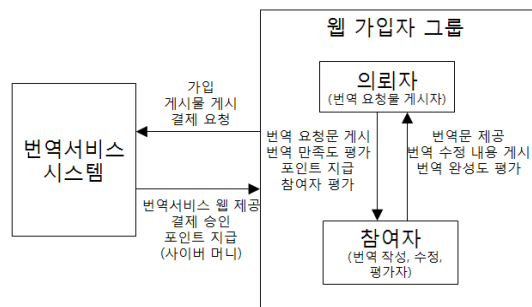 웹 가입자 그룹
의뢰자
(번역 요청물 게시자)
가입
게시물 게시
결제 요청
번역서비스
시스템
번역 요청문 게시
번역 만족도 평가
포인트 지급
참여자 평가
번역문 제공
번역 수정 내용 게시
번역 완성도 평가
번역서비스 웹 제공
결제 승인
포인트 지급
(사이버 머니)
참여자
(번역 작성, 수정,
평가자)